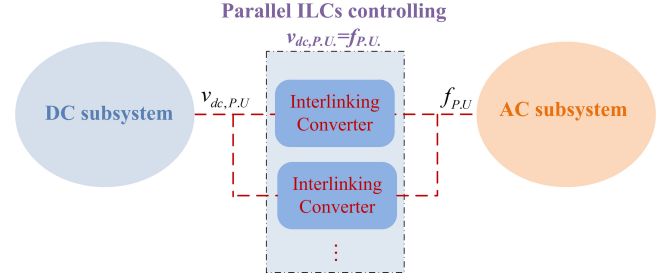 Parallel ILCs controlling
v_{dc,P.U.}=f_{P.U.}
DC subsystem
v_{dc,P.U}
Interlinking
Converter
f_{P.U}
AC subsystem
Interlinking
Converter
⋮